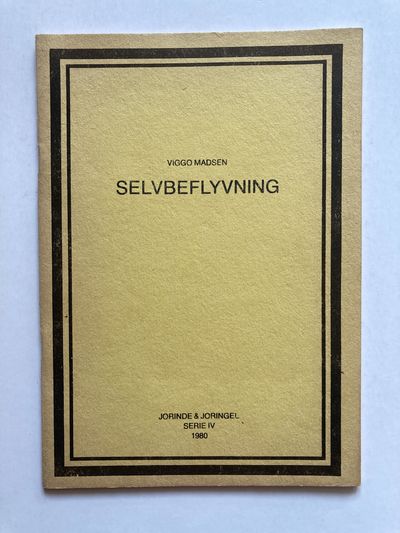 ViGGO MADSEN
SELVBEFLYVNING
JORINDE & JORINGEL
SERIE IV
1980